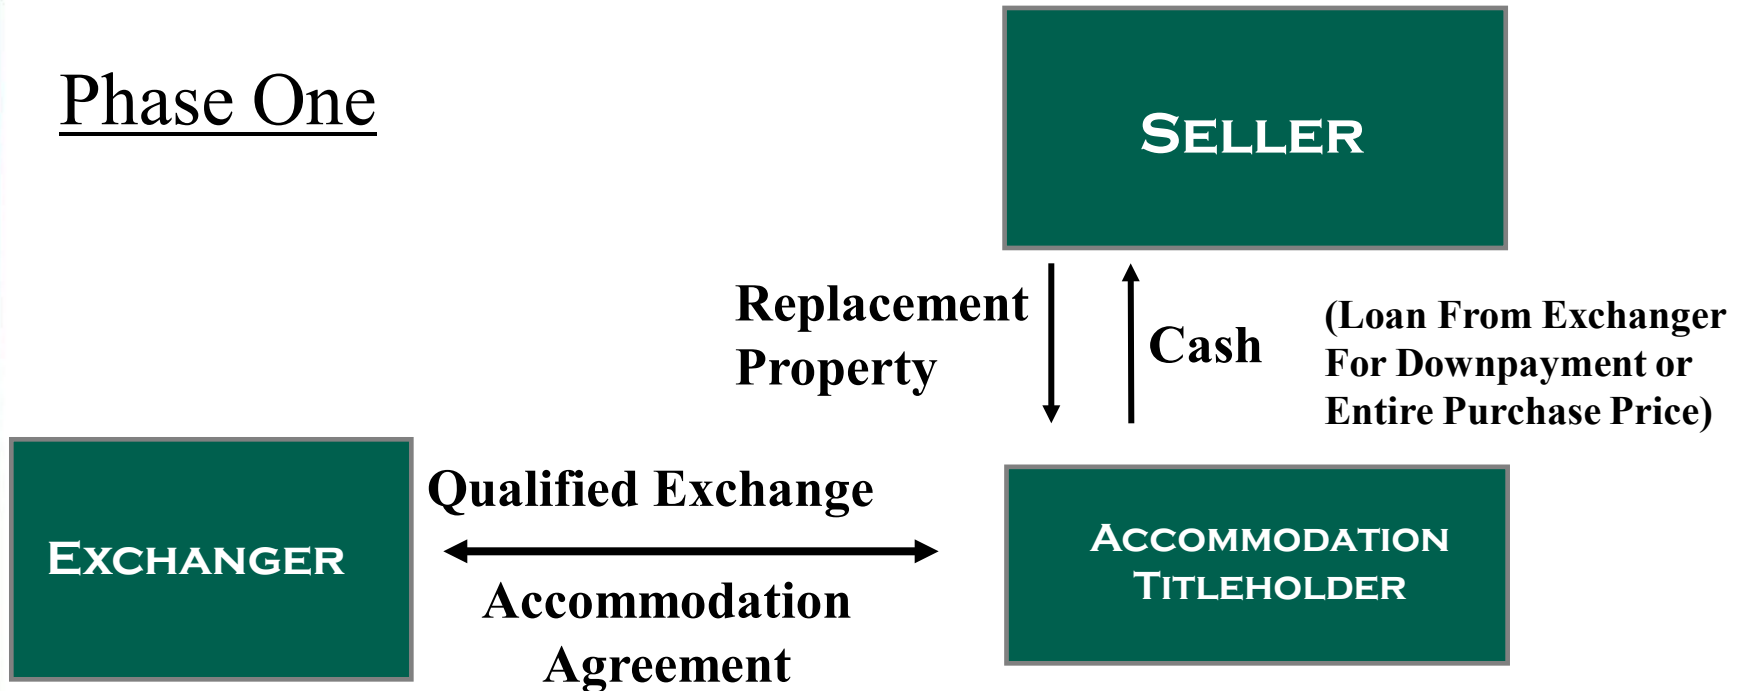 Phase One
SELLER
Replacement
Property
Cash
(Loan From Exchanger
For Downpayment or
Entire Purchase Price)
EXCHANGER
Qualified Exchange
Accommodation
Agreement
ACCOMMODATION
TITLEHOLDER